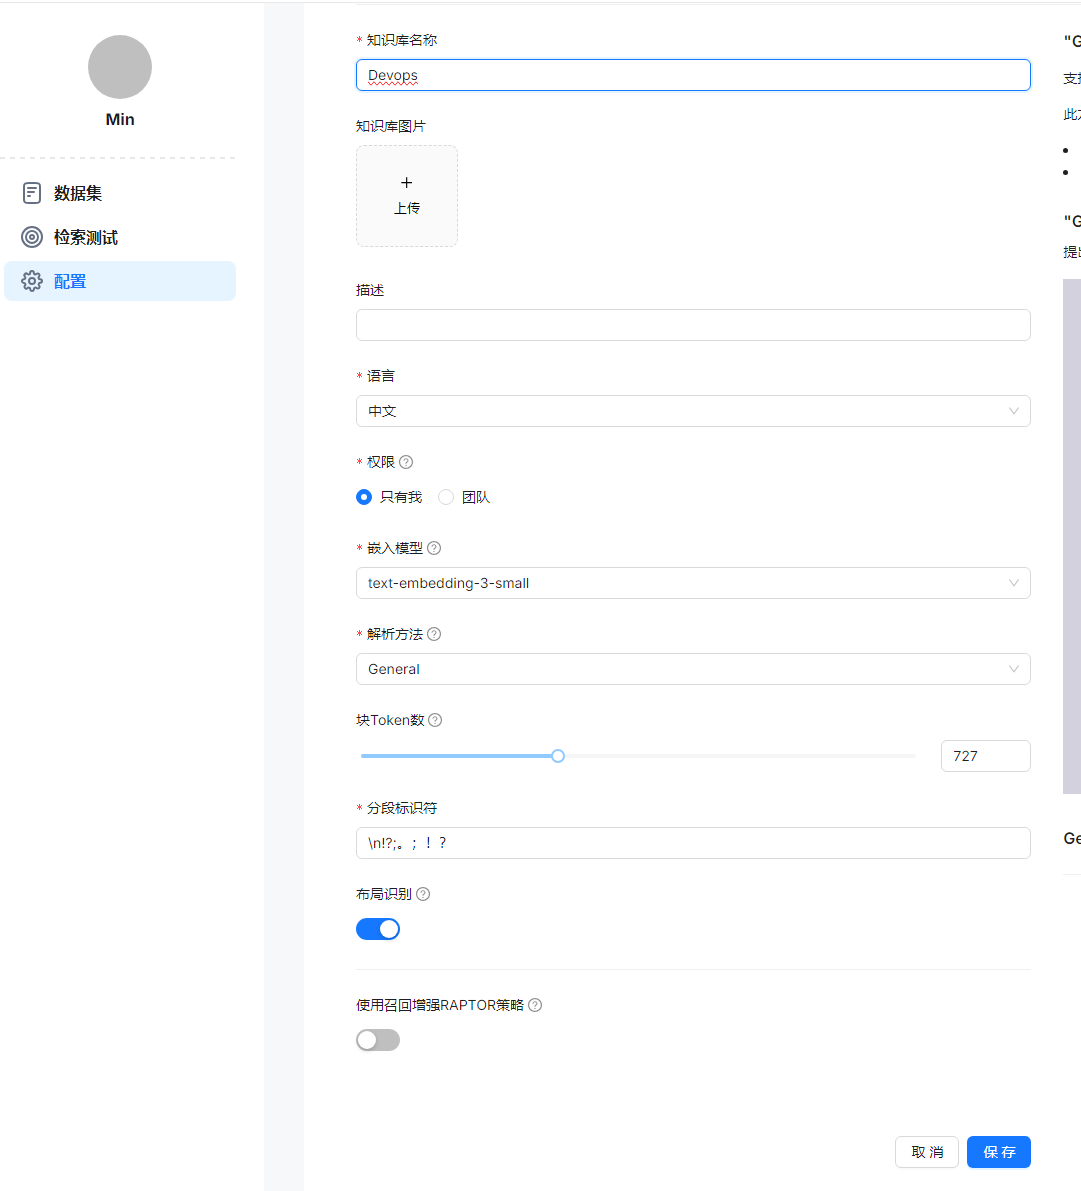 Min
数据集
检索测试
配置
* 知识库名称
Devops
知识库图片
+
上传
描述
* 语言
中文
* 权限
只有我 团队
* 嵌入模型
text-embedding-3-small
* 解析方法
General
块Token数
727
* 分段标识符
\n!?;。；！？
布局识别
使用召回增强RAPTOR策略
取 消 保 存
"G
支
此
"G
提
Ge